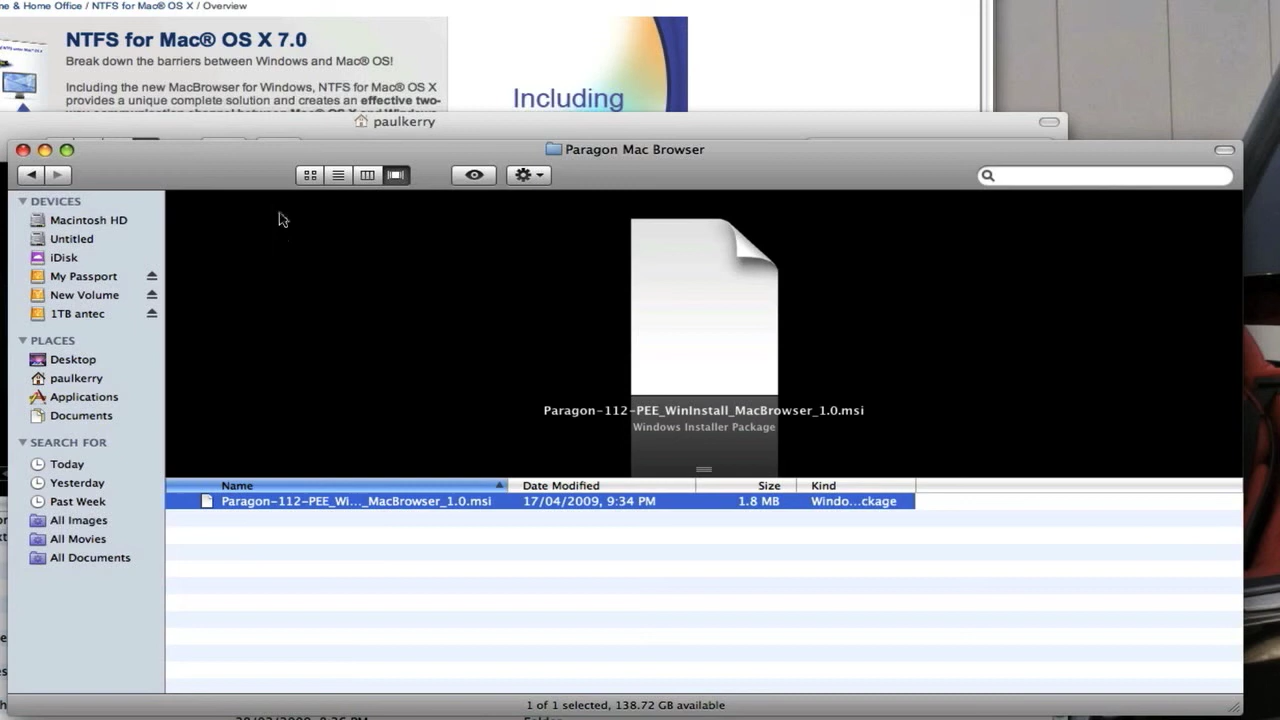 ne & Home Office / NTFS for Mac® OS X / Overview
NTFS for Mac® OS X 7.0
Break down the barriers between Windows and Mac® OS!
Including the new MacBrowser for Windows, NTFS for Mac® OS X
provides a unique complete solution and creates an effective two-
Including
paulkerry
Paragon Mac Browser
DEVICES
Macintosh HD
Untitled
iDisk
My Passport
New Volume
1TB antec
PLACES
Desktop
paulkerry
Applications
Documents
SEARCH FOR
Today
Yesterday
Past Week
All Images
All Movies
All Documents
Paragon-112-PEE_WinInstall_MacBrowser_1.0.msi
Windows Installer Package
Name Date Modified Size Kind
Paragon-112-PEE_Wi..._MacBrowser_1.0.msi 17/04/2009, 9:34 PM 1.8 MB Windo...ckage
1 of 1 selected, 138.72 GB available